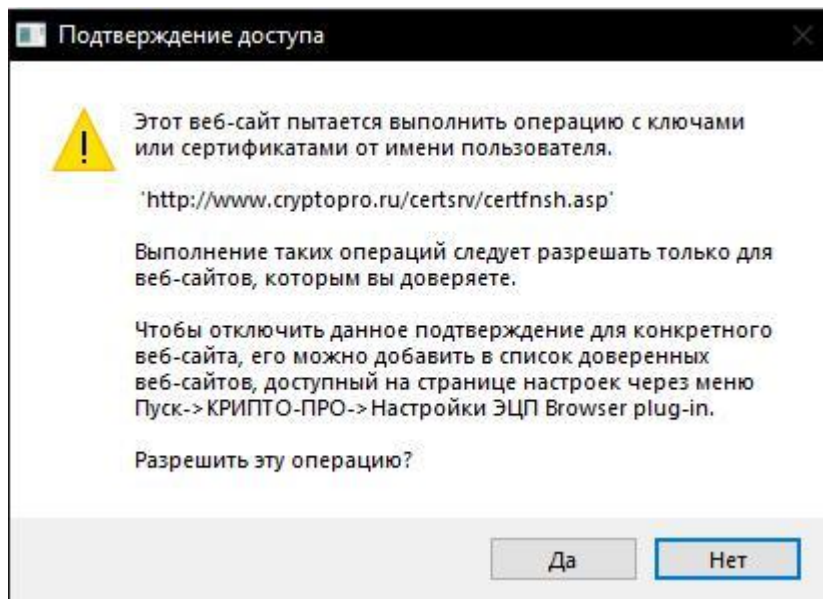 Подтверждение доступа
Этот веб-сайт пытается выполнить операцию с ключами
или сертификатами от имени пользователя.
'http://www.cryptopro.ru/certsrv/certfnsh.asp'
Выполнение таких операций следует разрешать только для
веб-сайтов, которым вы доверяете.
Чтобы отключить данное подтверждение для конкретного
веб-сайта, его можно добавить в список доверенных
веб-сайтов, доступный на странице настроек через меню
Пуск->КРИПТО-ПРО->Настройки ЭЦП Browser plug-in.
Разрешить эту операцию?
Да Нет